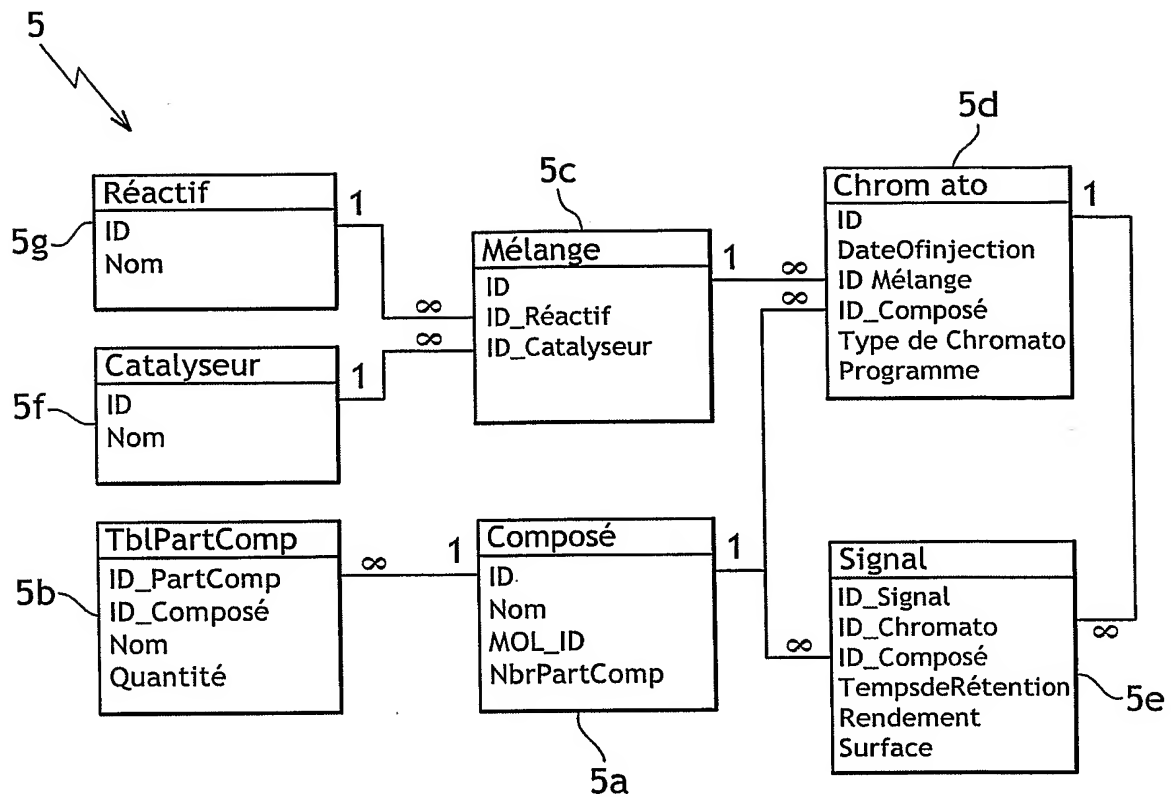 5
5g
Réactif
ID
Nom
1
∞
5f
Catalyseur
ID
Nom
1
∞
5c
Mélange
ID
ID_Réactif
ID_Catalyseur
1
∞
5d
Chrom ato
ID
DateOfinjection
ID Mélange
ID_Composé
Type de Chromato
Programme
1
∞
5b
TblPartComp
ID_PartComp
ID_Composé
Nom
Quantité
∞
1
Composé
ID
Nom
MOL_ID
NbrPartComp
5a
1
∞
Signal
ID_Signal
ID_Chromato
ID_Composé
TempsdeRétention
Rendement
Surface
∞
5e